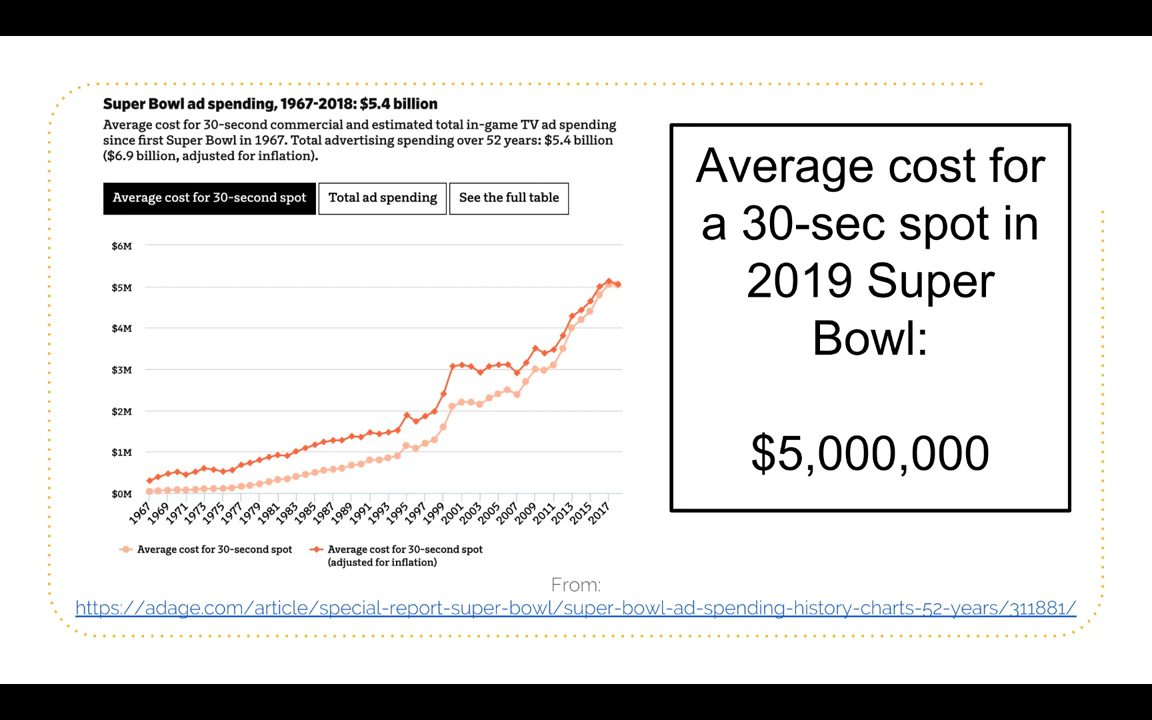 Super Bowl ad spending, 1967-2018: $5.4 billion
Average cost for 30-second commercial and estimated total in-game TV ad spending
since first Super Bowl in 1967. Total advertising spending over 52 years: $5.4 billion
($6.9 billion, adjusted for inflation).
Average cost for 30-second spot
Total ad spending
See the full table
$6M
$5M
$4M
$3M
$2M
$1M
$0M
1967
1969
1971
1973
1975
1977
1979
1981
1983
1985
1987
1989
1991
1993
1995
1997
1999
2001
2003
2005
2007
2009
2011
2013
2015
2017
Average cost for 30-second spot
Average cost for 30-second spot
(adjusted for inflation)
Average cost for
a 30-sec spot in
2019 Super
Bowl:
$5,000,000
From:
https://adage.com/article/special-report-super-bowl/super-bowl-ad-spending-history-charts-52-years/311881/